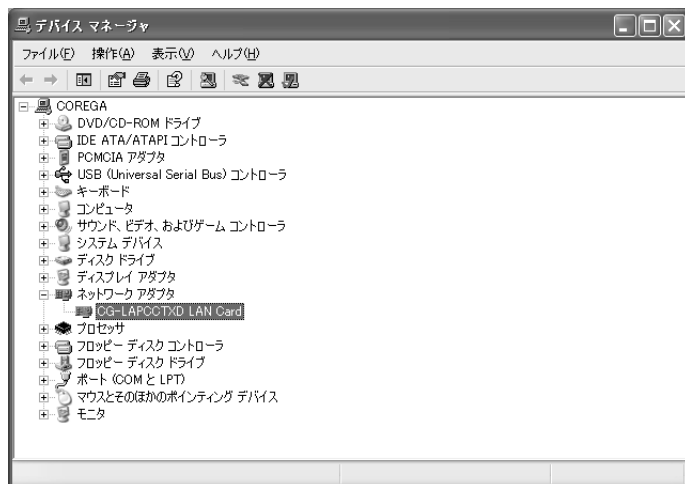 デバイス マネージャ
ファイル(F) 操作(A) 表示(V) ヘルプ(H)
COREGA
DVD/CD-ROM ドライブ
IDE ATA/ATAPI コントローラ
PCMCIA アダプタ
USB (Universal Serial Bus) コントローラ
キーボード
コンピュータ
サウンド、ビデオ、およびゲーム コントローラ
システム デバイス
ディスク ドライブ
ディスプレイ アダプタ
ネットワーク アダプタ
CG-LAPCCTXD LAN Card
プロセッサ
フロッピー ディスク コントローラ
フロッピー ディスク ドライブ
ポート (COM と LPT)
マウスとそのほかのポインティング デバイス
モニタ